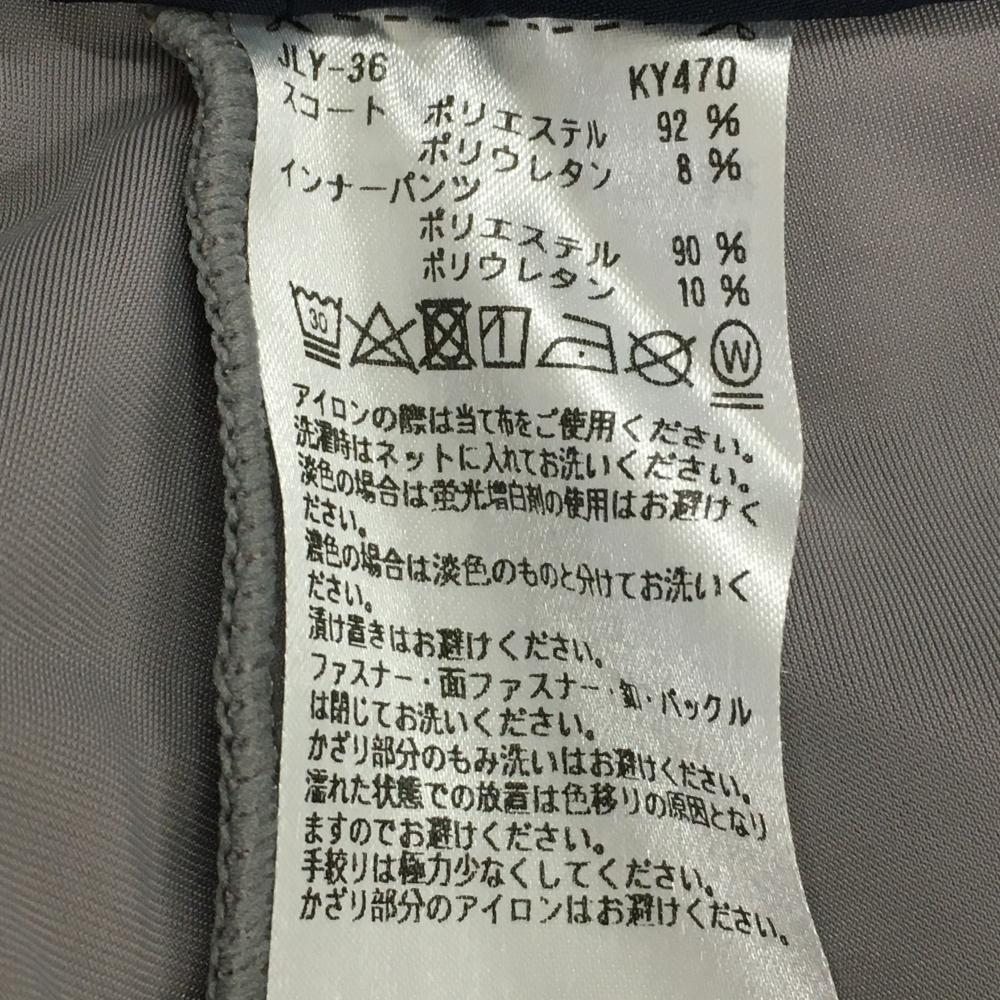 JLY-36 KY470
スコート ポリエステル 92 %
ポリウレタン 8 %
インナーパンツ
ポリエステル 90 %
ポリウレタン 10 %
30 W
アイロンの際は当て布をご使用ください。
洗濯時はネットに入れてお洗いください。
淡色の場合は蛍光増白剤の使用はお避けく
ださい。
濃色の場合は淡色のものと分けてお洗いく
ださい。
漬け置きはお避けください。
ファスナー・面ファスナー・釦・バックル
は閉じてお洗いください。
かざり部分のもみ洗いはお避けください。
濡れた状態での放置は色移りの原因となり
ますのでお避けください。
手絞りは極力少なくしてください。
かざり部分のアイロンはお避けください。